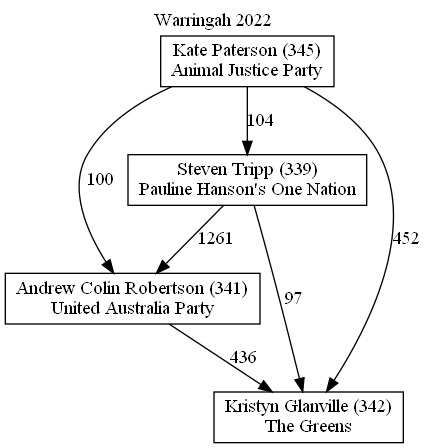 Warringah 2022
Kate Paterson (345)
Animal Justice Party
104
Steven Tripp (339)
Pauline Hanson's One Nation
100
1261
452
Andrew Colin Robertson (341)
United Australia Party
97
436
Kristyn Glanville (342)
The Greens